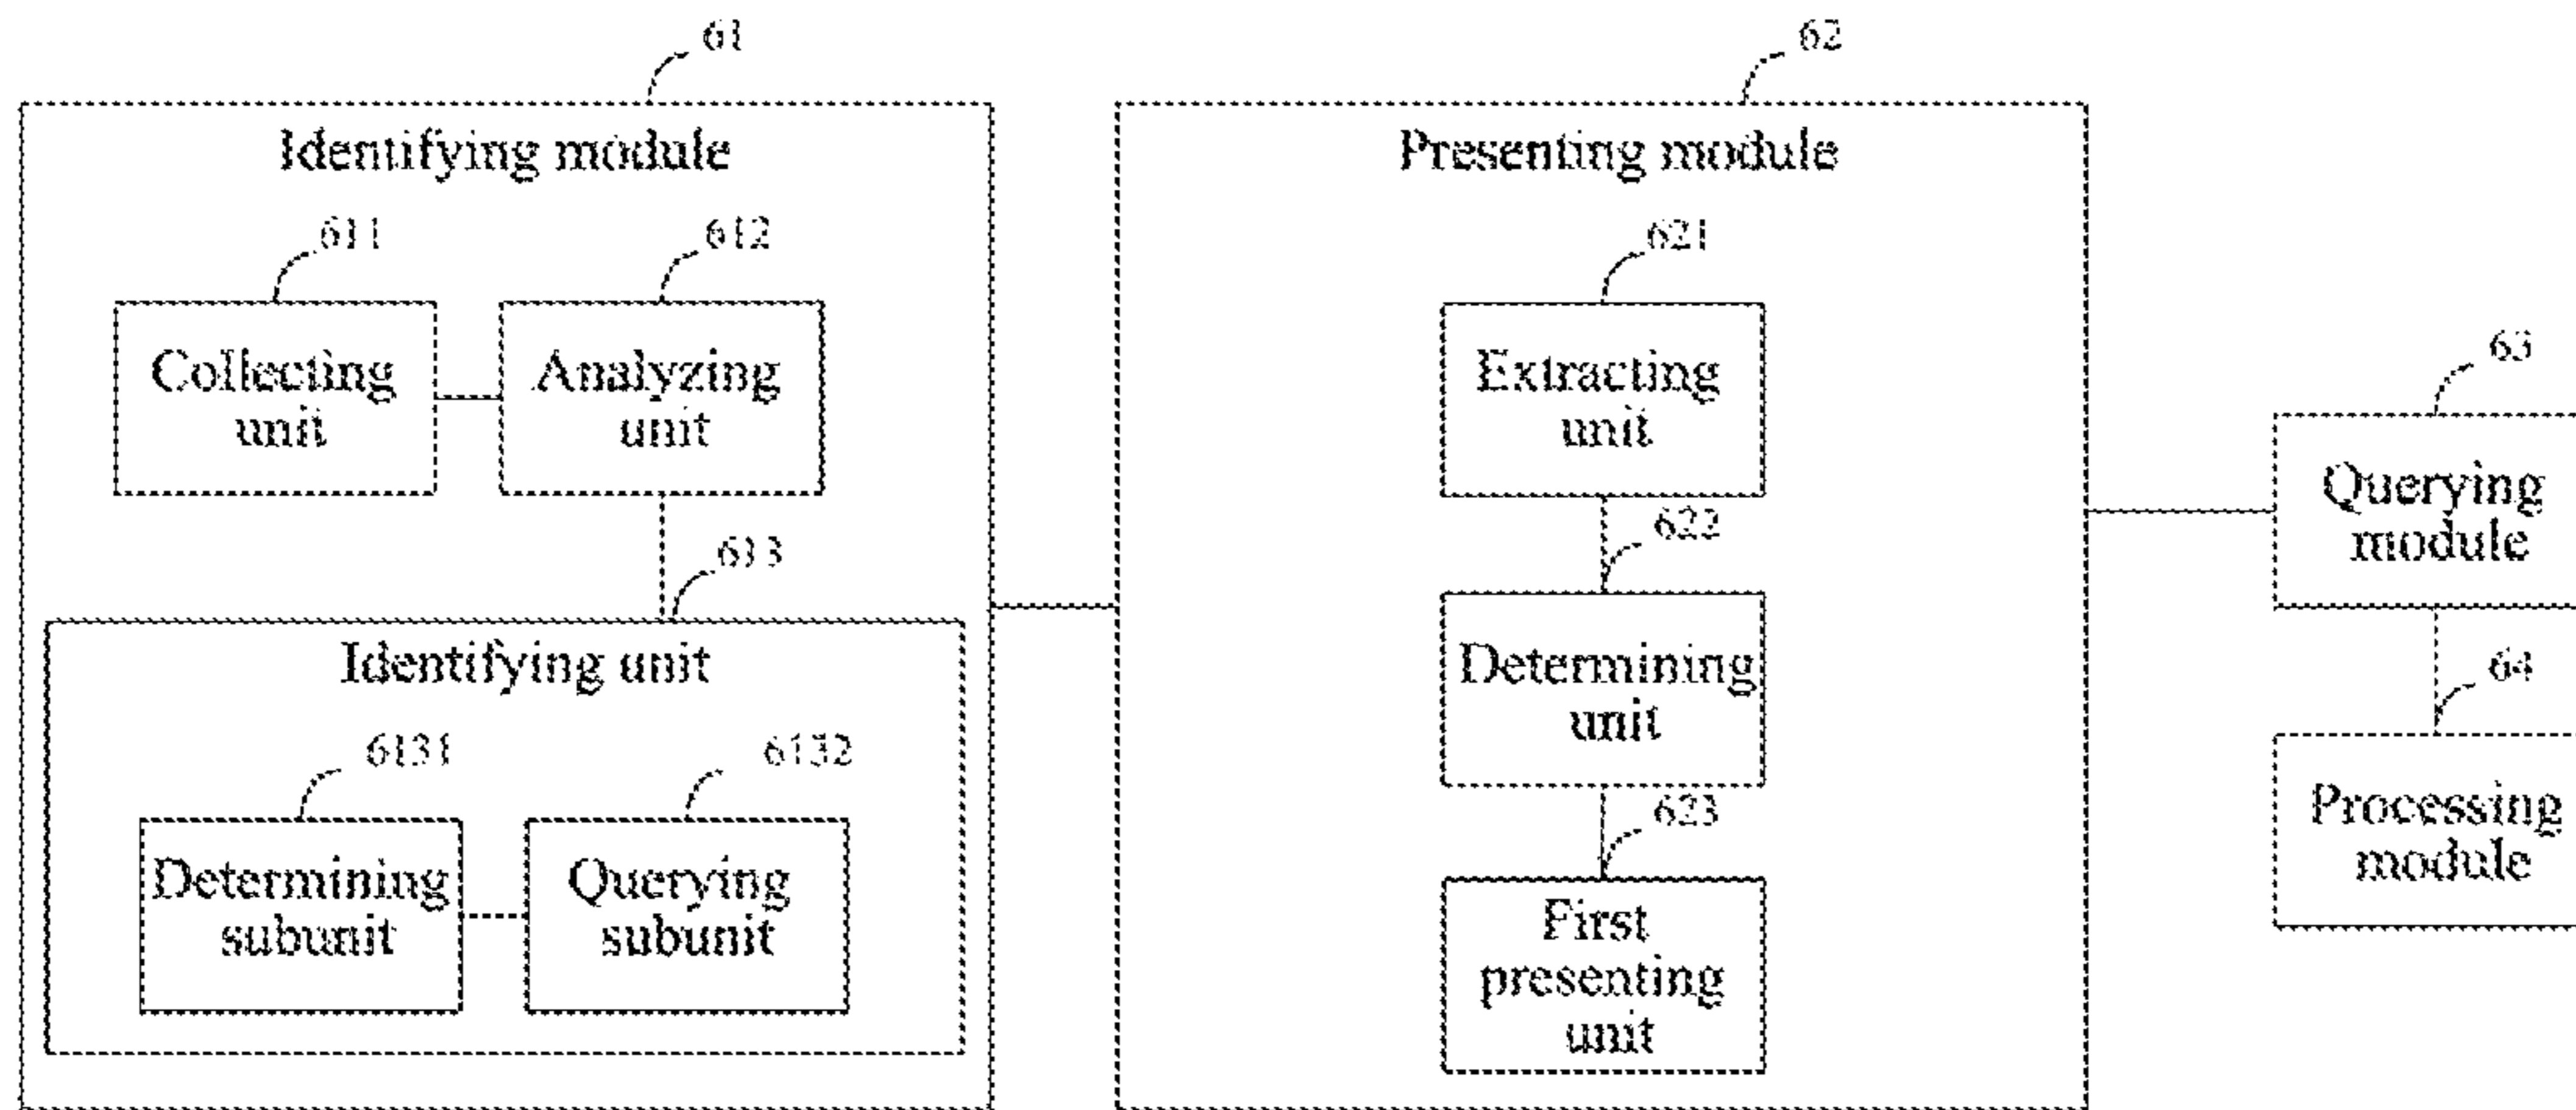 61
Identifying module
611
612
Collecting
unit
Analyzing
unit
613
Identifying unit
6131
6132
Determining
subunit
Querying
subunit
62
Presenting module
621
Extracting
unit
622
Determining
unit
623
First
presenting
unit
63
Querying
module
64
Processing
module